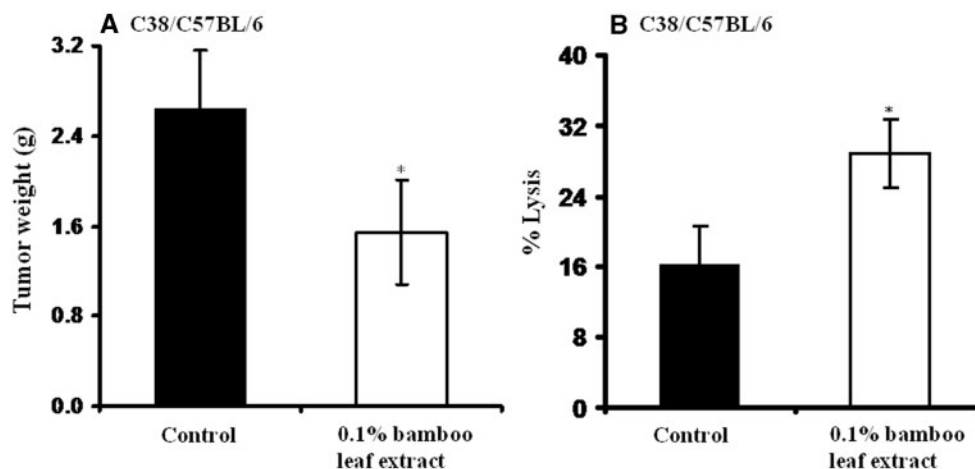 A C38/C57BL/6
3.2
2.4
1.6
0.8
0.0
Tumor weight (g)
*
Control
0.1% bamboo
leaf extract
B C38/C57BL/6
40
32
24
16
8
0
% Lysis
*
Control
0.1% bamboo
leaf extract